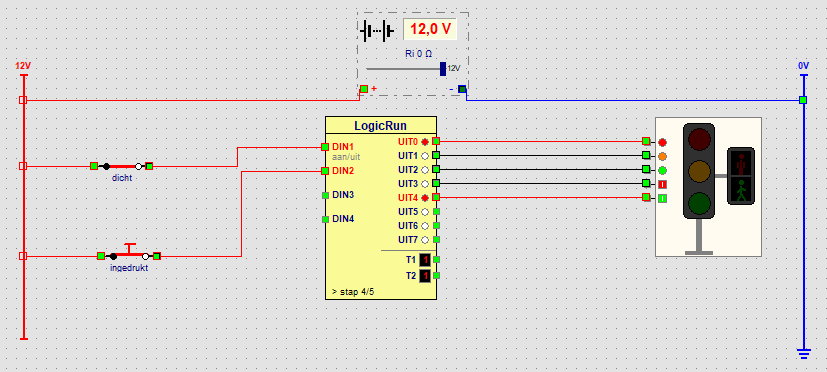 12,0 V
Ri 0 Ω
12V
+ -
12V
0V
LogicRun
DIN1
aan/uit
DIN2
DIN3
DIN4
UIT0
UIT1
UIT2
UIT3
UIT4
UIT5
UIT6
UIT7
T1 1
T2 1
> stap 4/5
dicht
ingedrukt